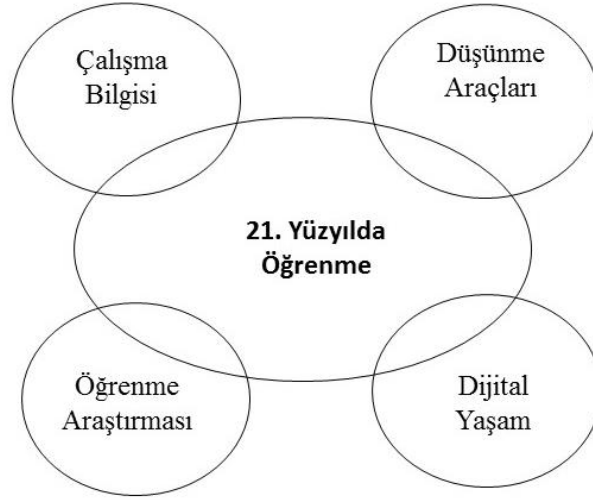 Çalışma
Bilgisi
Düşünme
Araçları
21. Yüzyılda
Öğrenme
Öğrenme
Araştırması
Dijital
Yaşam